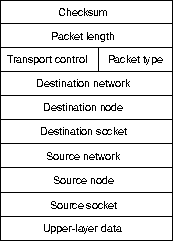 Checksum
Packet length
Transport control Packet type
Destination network
Destination node
Destination socket
Source network
Source node
Source socket
Upper-layer data